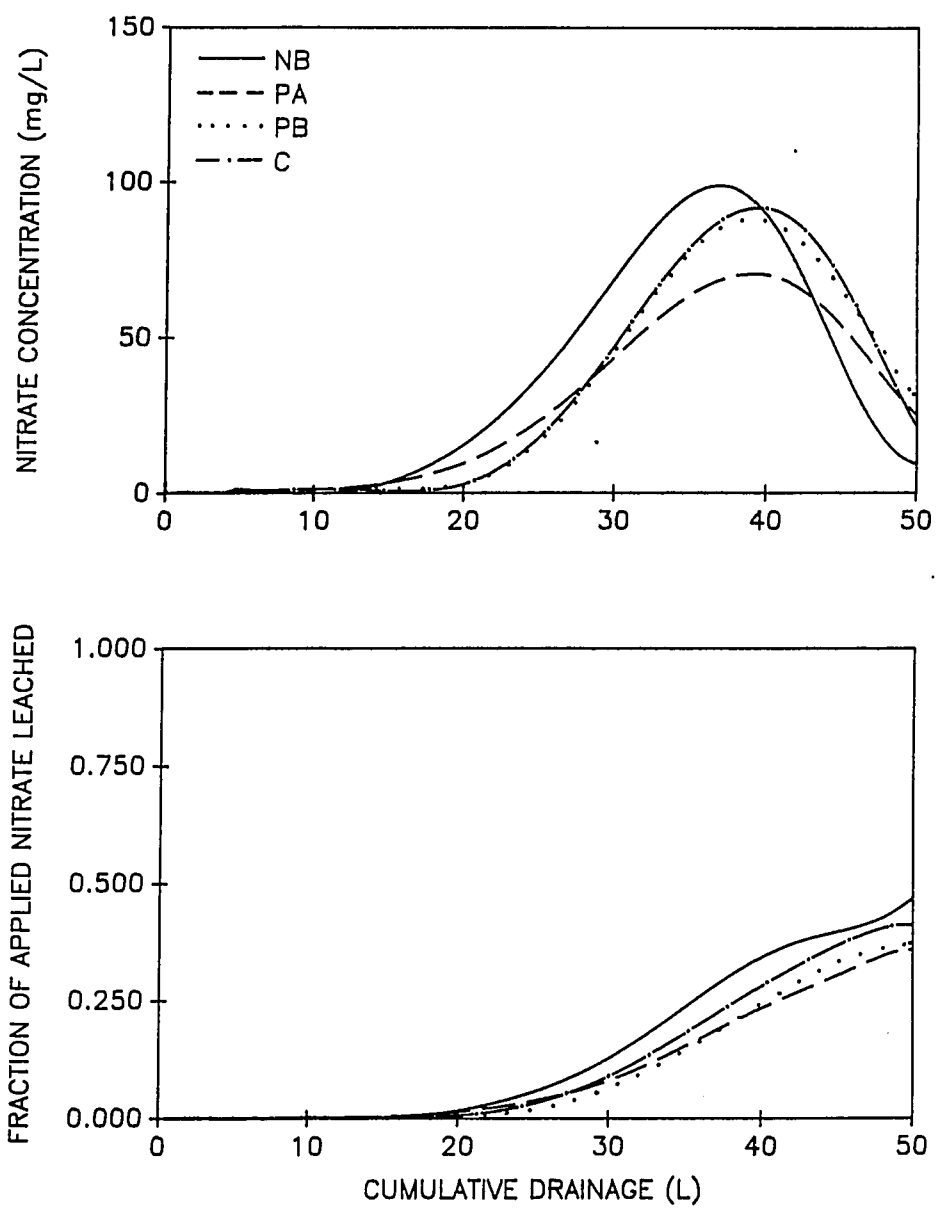 NITRATE CONCENTRATION (mg/L)
150
100
50
0
NB
PA
PB
C
0 10 20 30 40 50
FRACTION OF APPLIED NITRATE LEACHED
1.000
0.750
0.500
0.250
0.000
0 10 20 30 40 50
CUMULATIVE DRAINAGE (L)